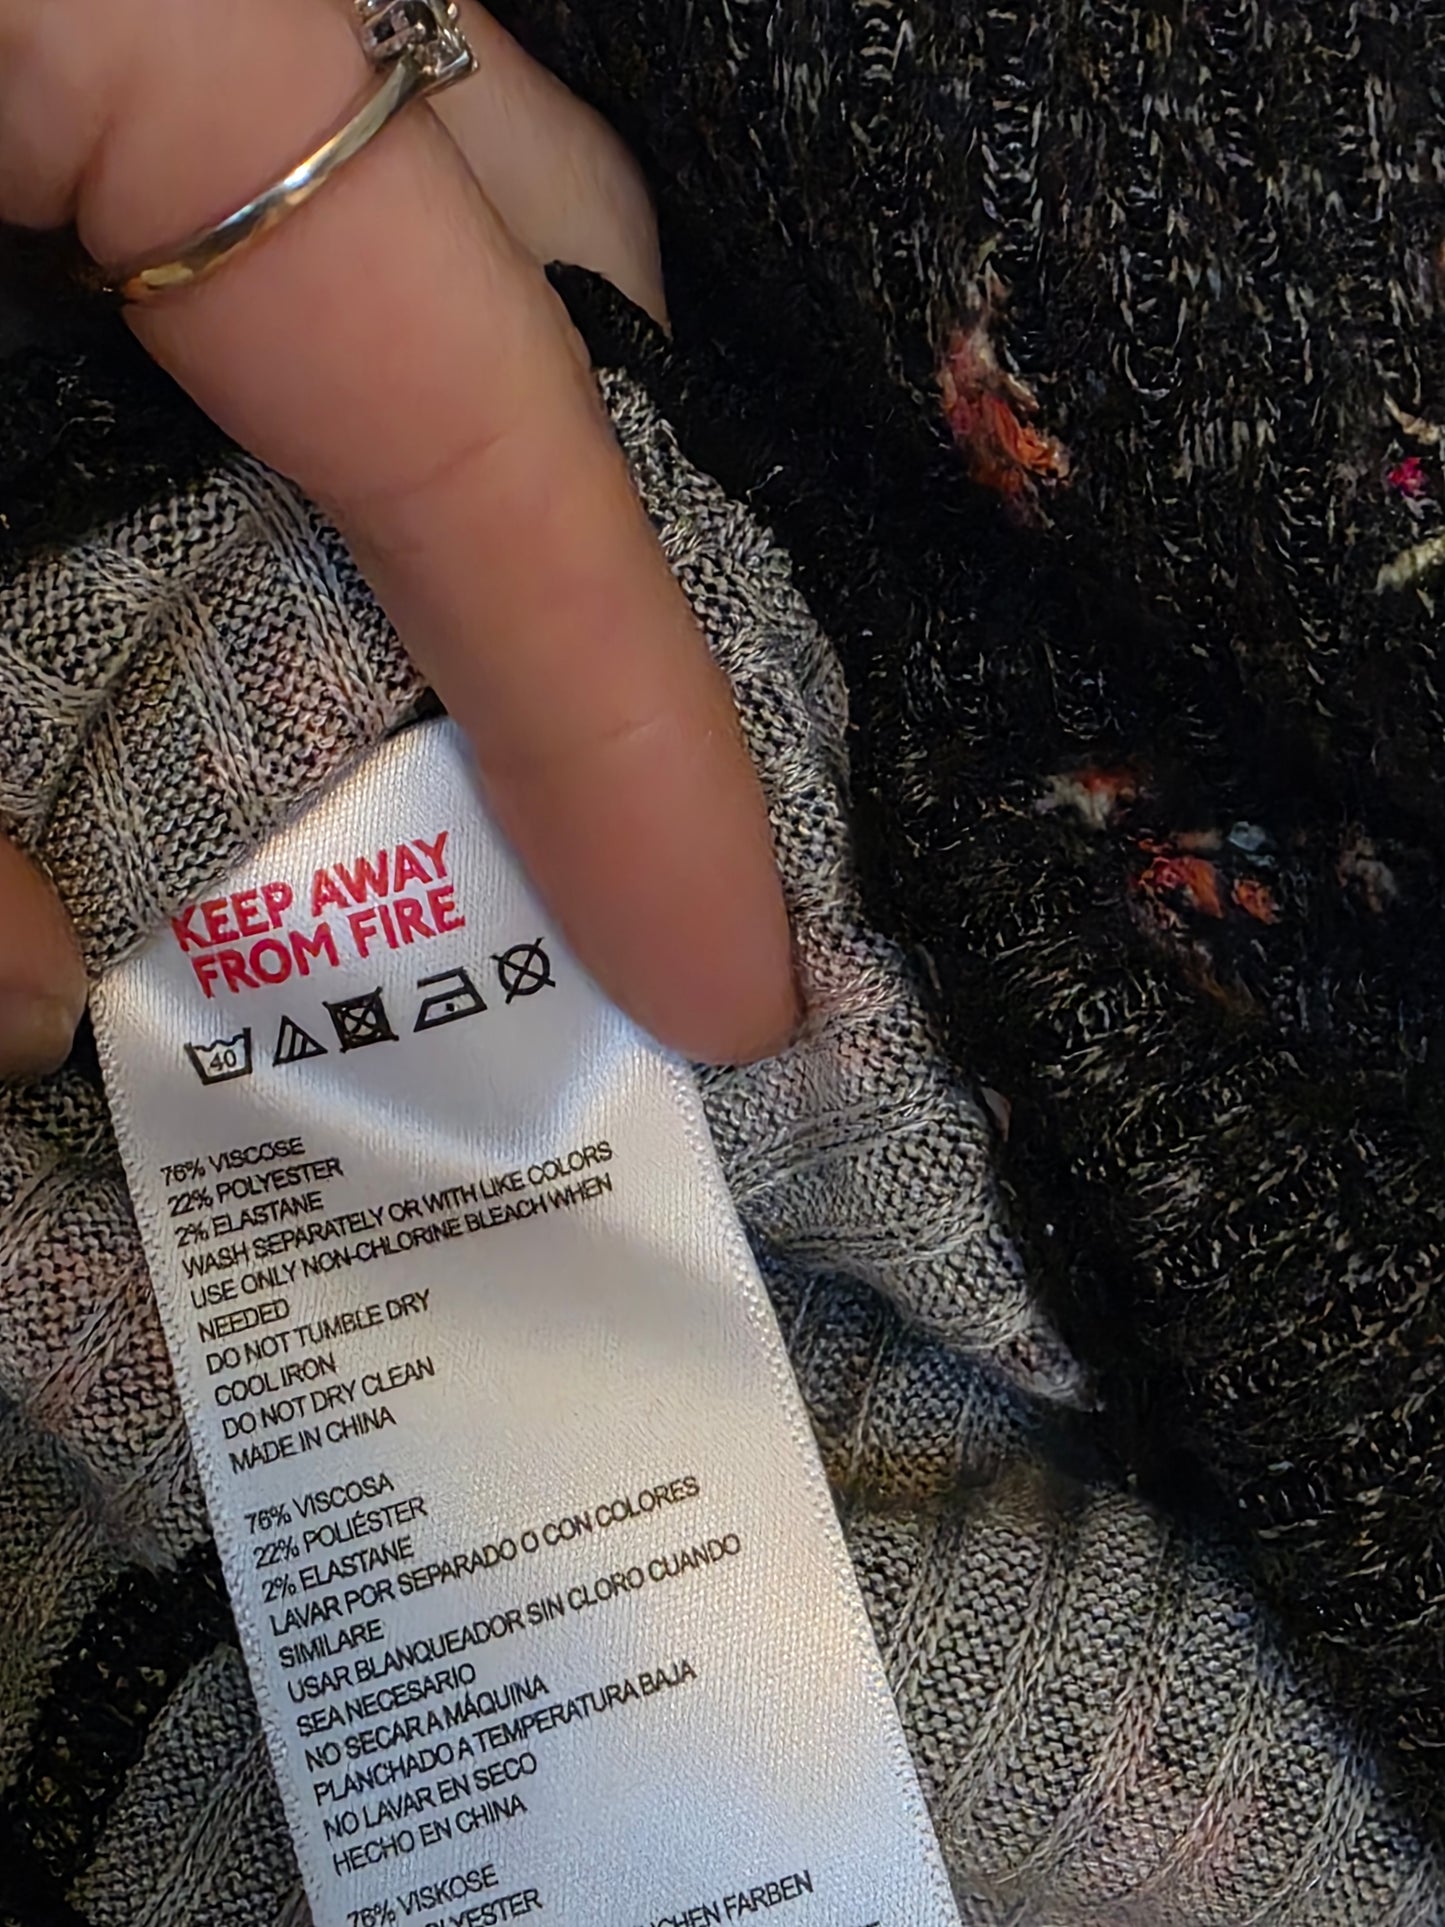 KEEP AWAY
FROM FIRE
40
76% VISCOSE
22% POLYESTER
2% ELASTANE
WASH SEPARATELY OR WITH LIKE COLORS
USE ONLY NON-CHLORINE BLEACH WHEN
NEEDED
DO NOT TUMBLE DRY
COOL IRON
DO NOT DRY CLEAN
MADE IN CHINA
76% VISCOSA
22% POLIÉSTER
2% ELASTANE
LAVAR POR SEPARADO O CON COLORES
SIMILARE
USAR BLANQUEADOR SIN CLORO CUANDO
SEA NECESARIO
NO SECAR A MÁQUINA
PLANCHADO A TEMPERATURA BAJA
NO LAVAR EN SECO
HECHO EN CHINA
76% VISKOSE
FARBEN